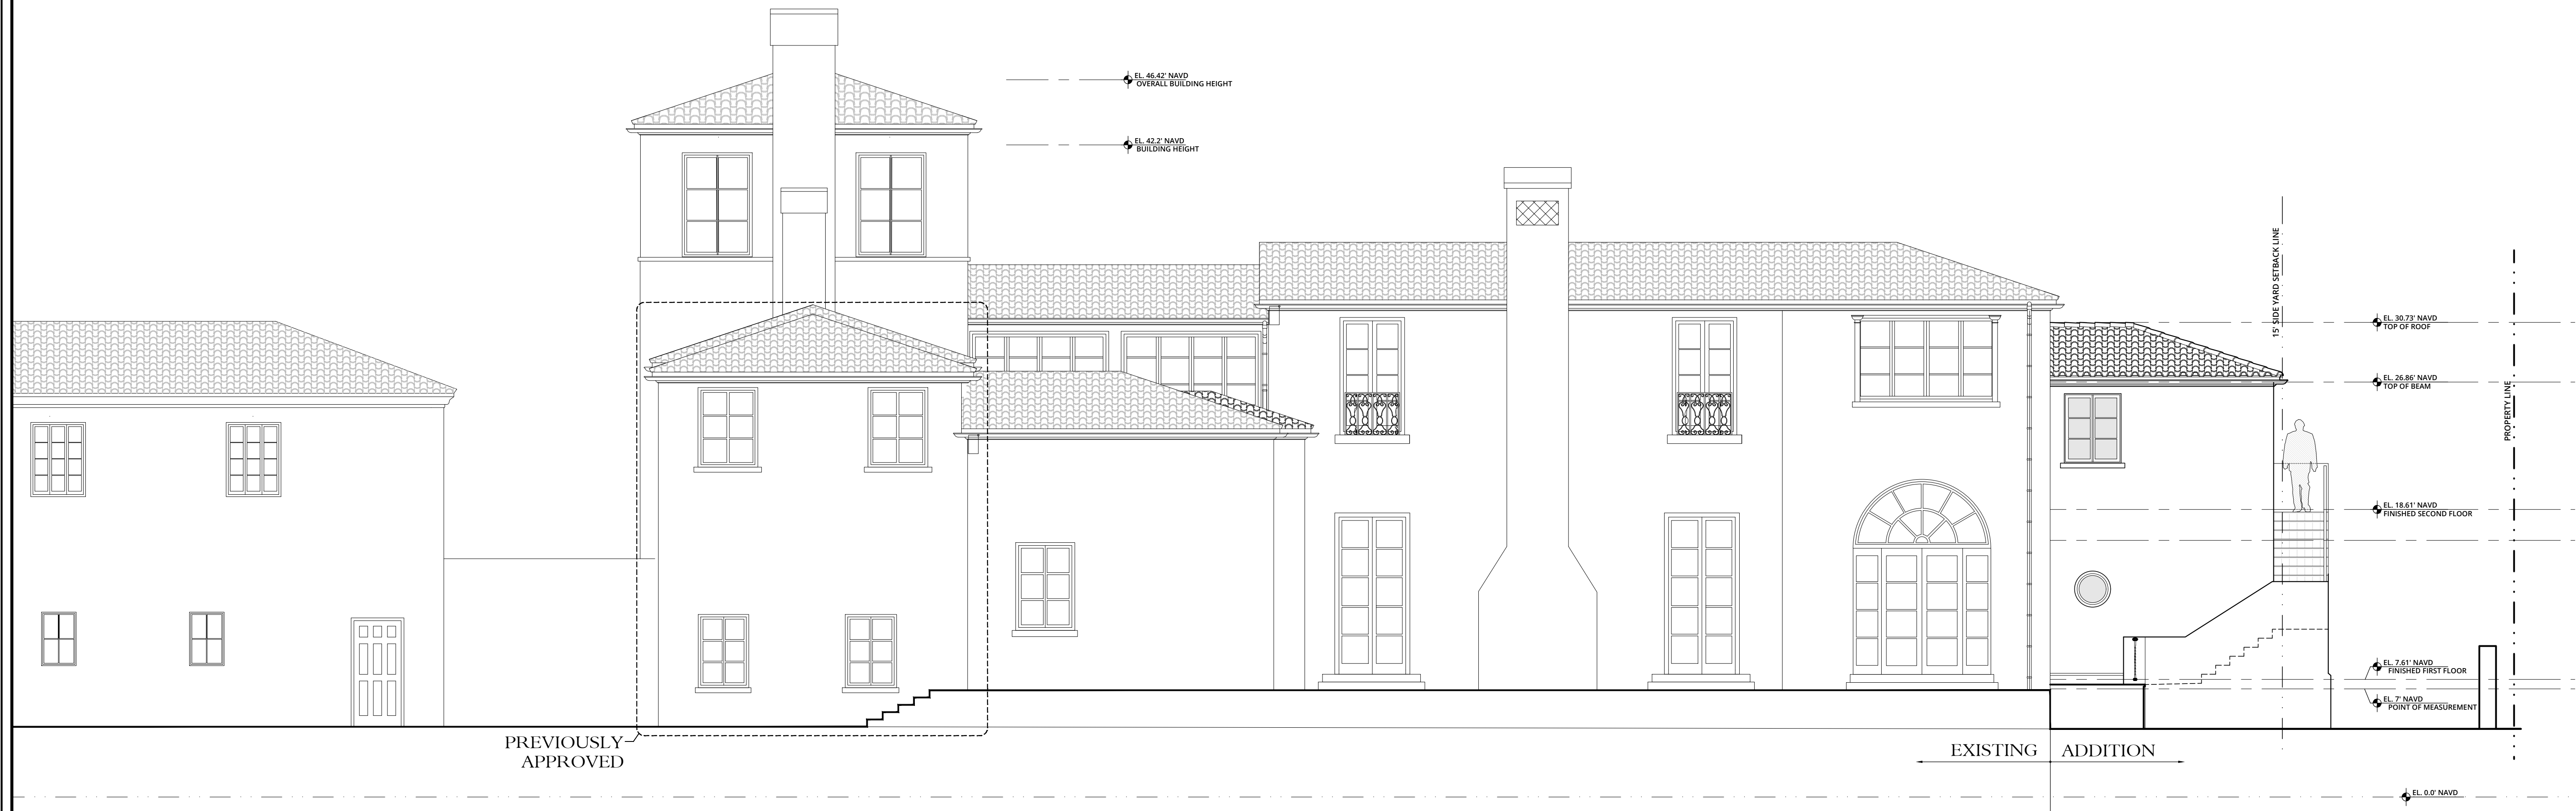 EL. 46.42' NAVD
OVERALL BUILDING HEIGHT
EL. 42.2' NAVD
BUILDING HEIGHT
15' SIDE YARD SETBACK LINE
EL. 30.73' NAVD
TOP OF ROOF
EL. 26.86' NAVD
TOP OF BEAM
PROPERTY LINE
EL. 18.61' NAVD
FINISHED SECOND FLOOR
EL. 7.61' NAVD
FINISHED FIRST FLOOR
EL. 7' NAVD
POINT OF MEASUREMENT
PREVIOUSLY
APPROVED
EXISTING
ADDITION
EL. 0.0' NAVD